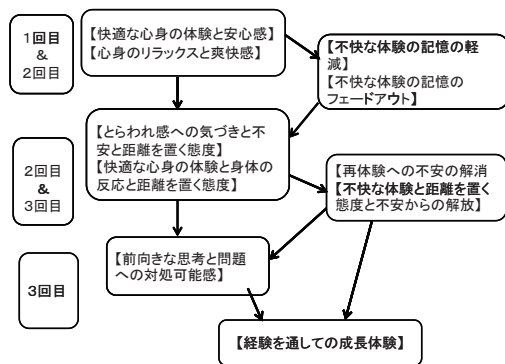 1回目
&
2回目
【快適な心身の体験と安心感】
【心身のリラックスと爽快感】
【不快な体験の記憶の軽
減】
【不快な体験の記憶の
フェードアウト】
2回目
&
3回目
【とらわれ感への気づきと不
安と距離を置く態度】
【快適な心身の体験と身体の
反応と距離を置く態度】
【再体験への不安の解消
【不快な体験と距離を置く
態度と不安からの解放】
3回目
【前向きな思考と問題
への対処可能感】
【経験を通しての成長体験】